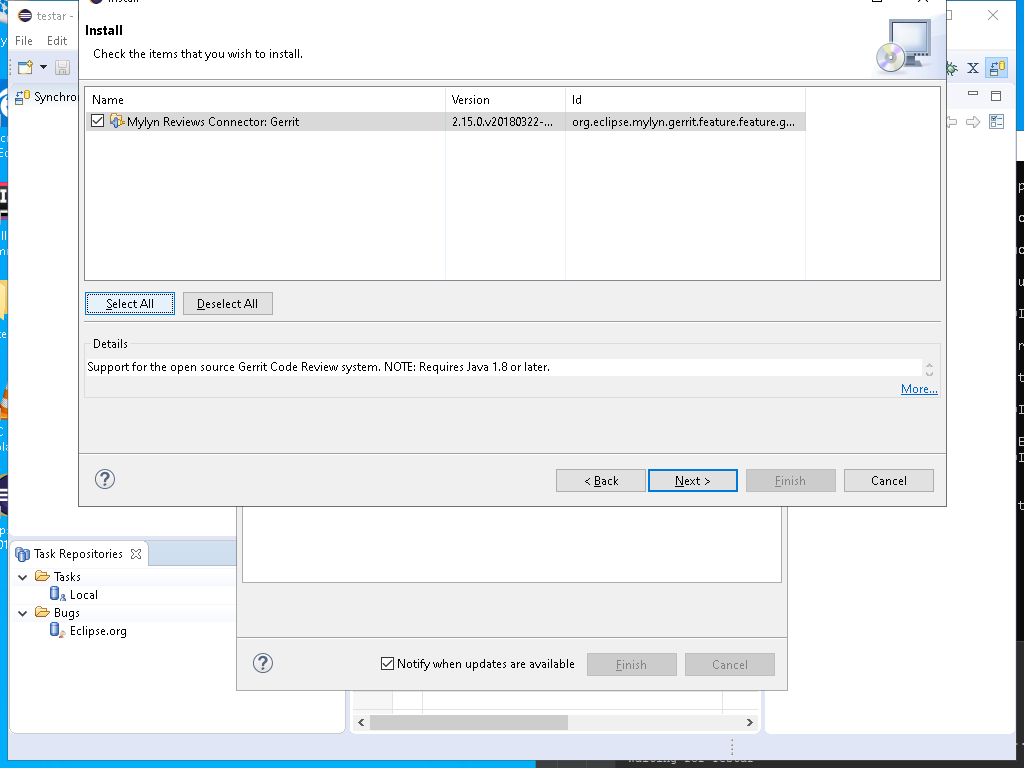 testar -
Install
Install
Check the items that you wish to install.
File Edit
Synchro
Name Version Id
Mylyn Reviews Connector: Gerrit 2.15.0.v20180322-... org.eclipse.mylyn.gerrit.feature.feature.g...
Select All Deselect All
Details
Support for the open source Gerrit Code Review system. NOTE: Requires Java 1.8 or later.
More...
< Back Next > Finish Cancel
Task Repositories
Tasks
Local
Bugs
Eclipse.org
Notify when updates are available Finish Cancel